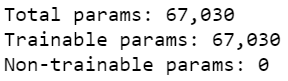 Total params: 67,030
Trainable params: 67,030
Non-trainable params: 0